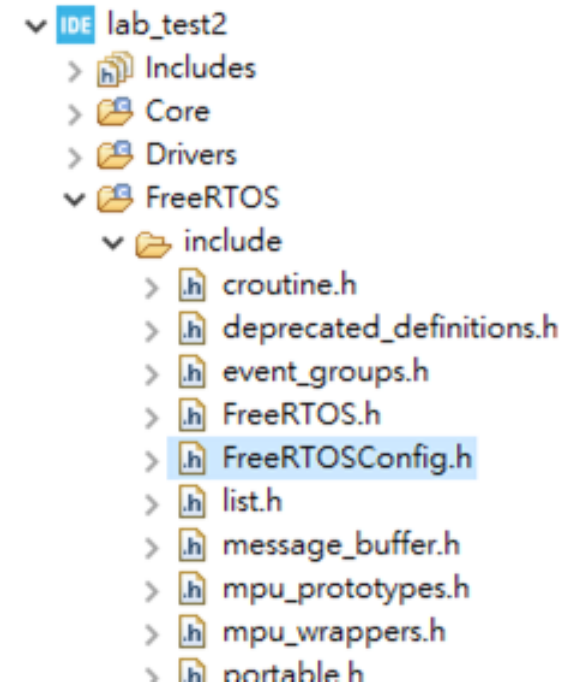 IDE lab_test2
Includes
Core
Drivers
FreeRTOS
include
.h croutine.h
.h deprecated_definitions.h
.h event_groups.h
.h FreeRTOS.h
.h FreeRTOSConfig.h
.h list.h
.h message_buffer.h
.h mpu_prototypes.h
.h mpu_wrappers.h
.h portable.h